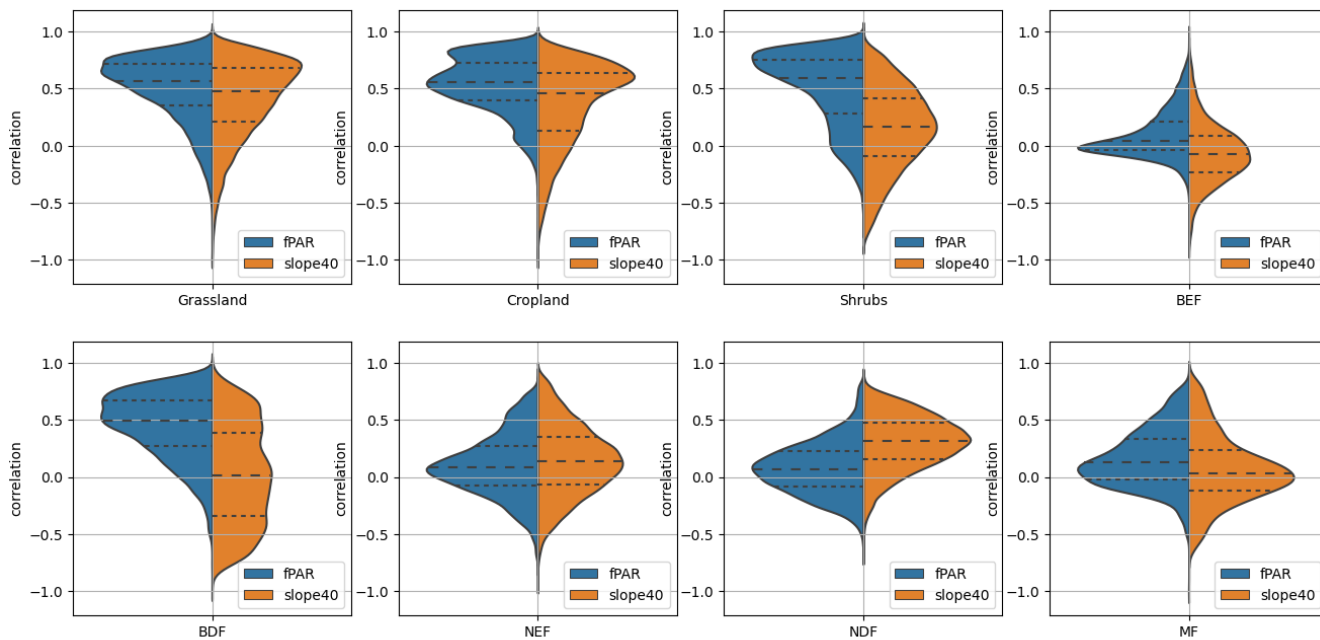 correlation
1.0
0.5
0.0
−0.5
−1.0
fPAR
slope40
Grassland
correlation
1.0
0.5
0.0
−0.5
−1.0
fPAR
slope40
Cropland
correlation
1.0
0.5
0.0
−0.5
−1.0
fPAR
slope40
Shrubs
correlation
1.0
0.5
0.0
−0.5
−1.0
fPAR
slope40
BEF
correlation
1.0
0.5
0.0
−0.5
−1.0
fPAR
slope40
BDF
correlation
1.0
0.5
0.0
−0.5
−1.0
fPAR
slope40
NEF
correlation
1.0
0.5
0.0
−0.5
−1.0
fPAR
slope40
NDF
correlation
1.0
0.5
0.0
−0.5
−1.0
fPAR
slope40
MF